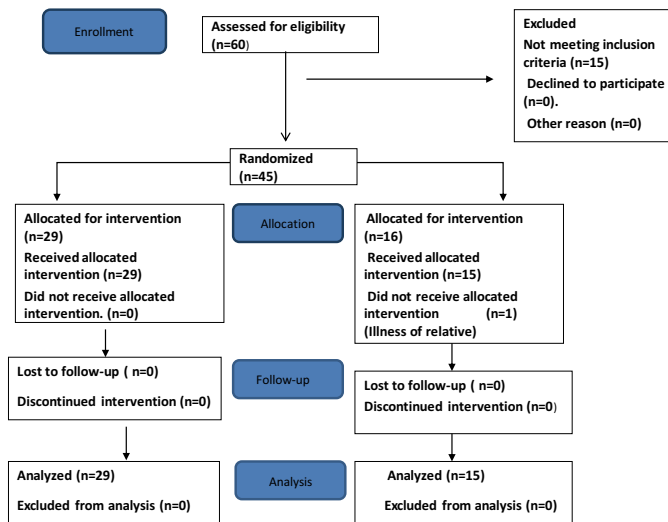 Enrollment
Assessed for eligibility
(n=60)
Excluded
Not meeting inclusion
criteria (n=15)
Declined to participate
(n=0).
Other reason (n=0)
Randomized
(n=45)
Allocated for intervention
(n=29)
Received allocated
intervention (n=29)
Did not receive allocated
intervention. (n=0)
Allocation
Allocated for intervention
(n=16)
Received allocated
intervention (n=15)
Did not receive allocated
intervention (n=1)
(Illness of relative)
Lost to follow-up ( n=0)
Discontinued intervention (n=0)
Follow-up
Lost to follow-up ( n=0)
Discontinued intervention (n=0)
Analyzed (n=29)
Excluded from analysis (n=0)
Analysis
Analyzed (n=15)
Excluded from analysis (n=0)